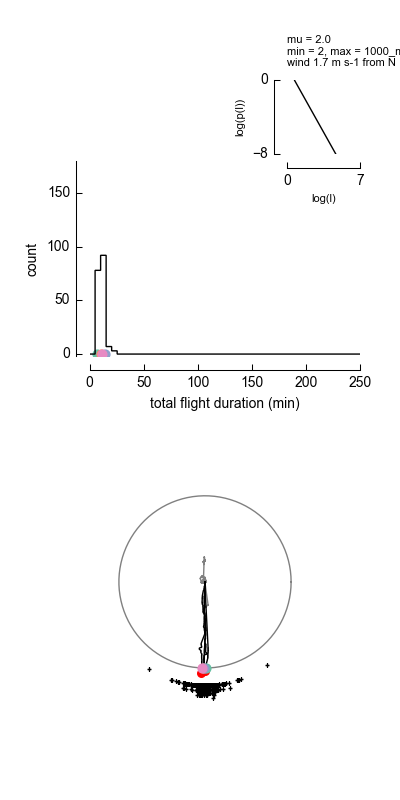 mu = 2.0
min = 2, max = 1000_m
wind 1.7 m s-1 from N
0
−8
log(p(l))
0 7
log(l)
150
100
50
0
count
0 50 100 150 200 250
total flight duration (min)